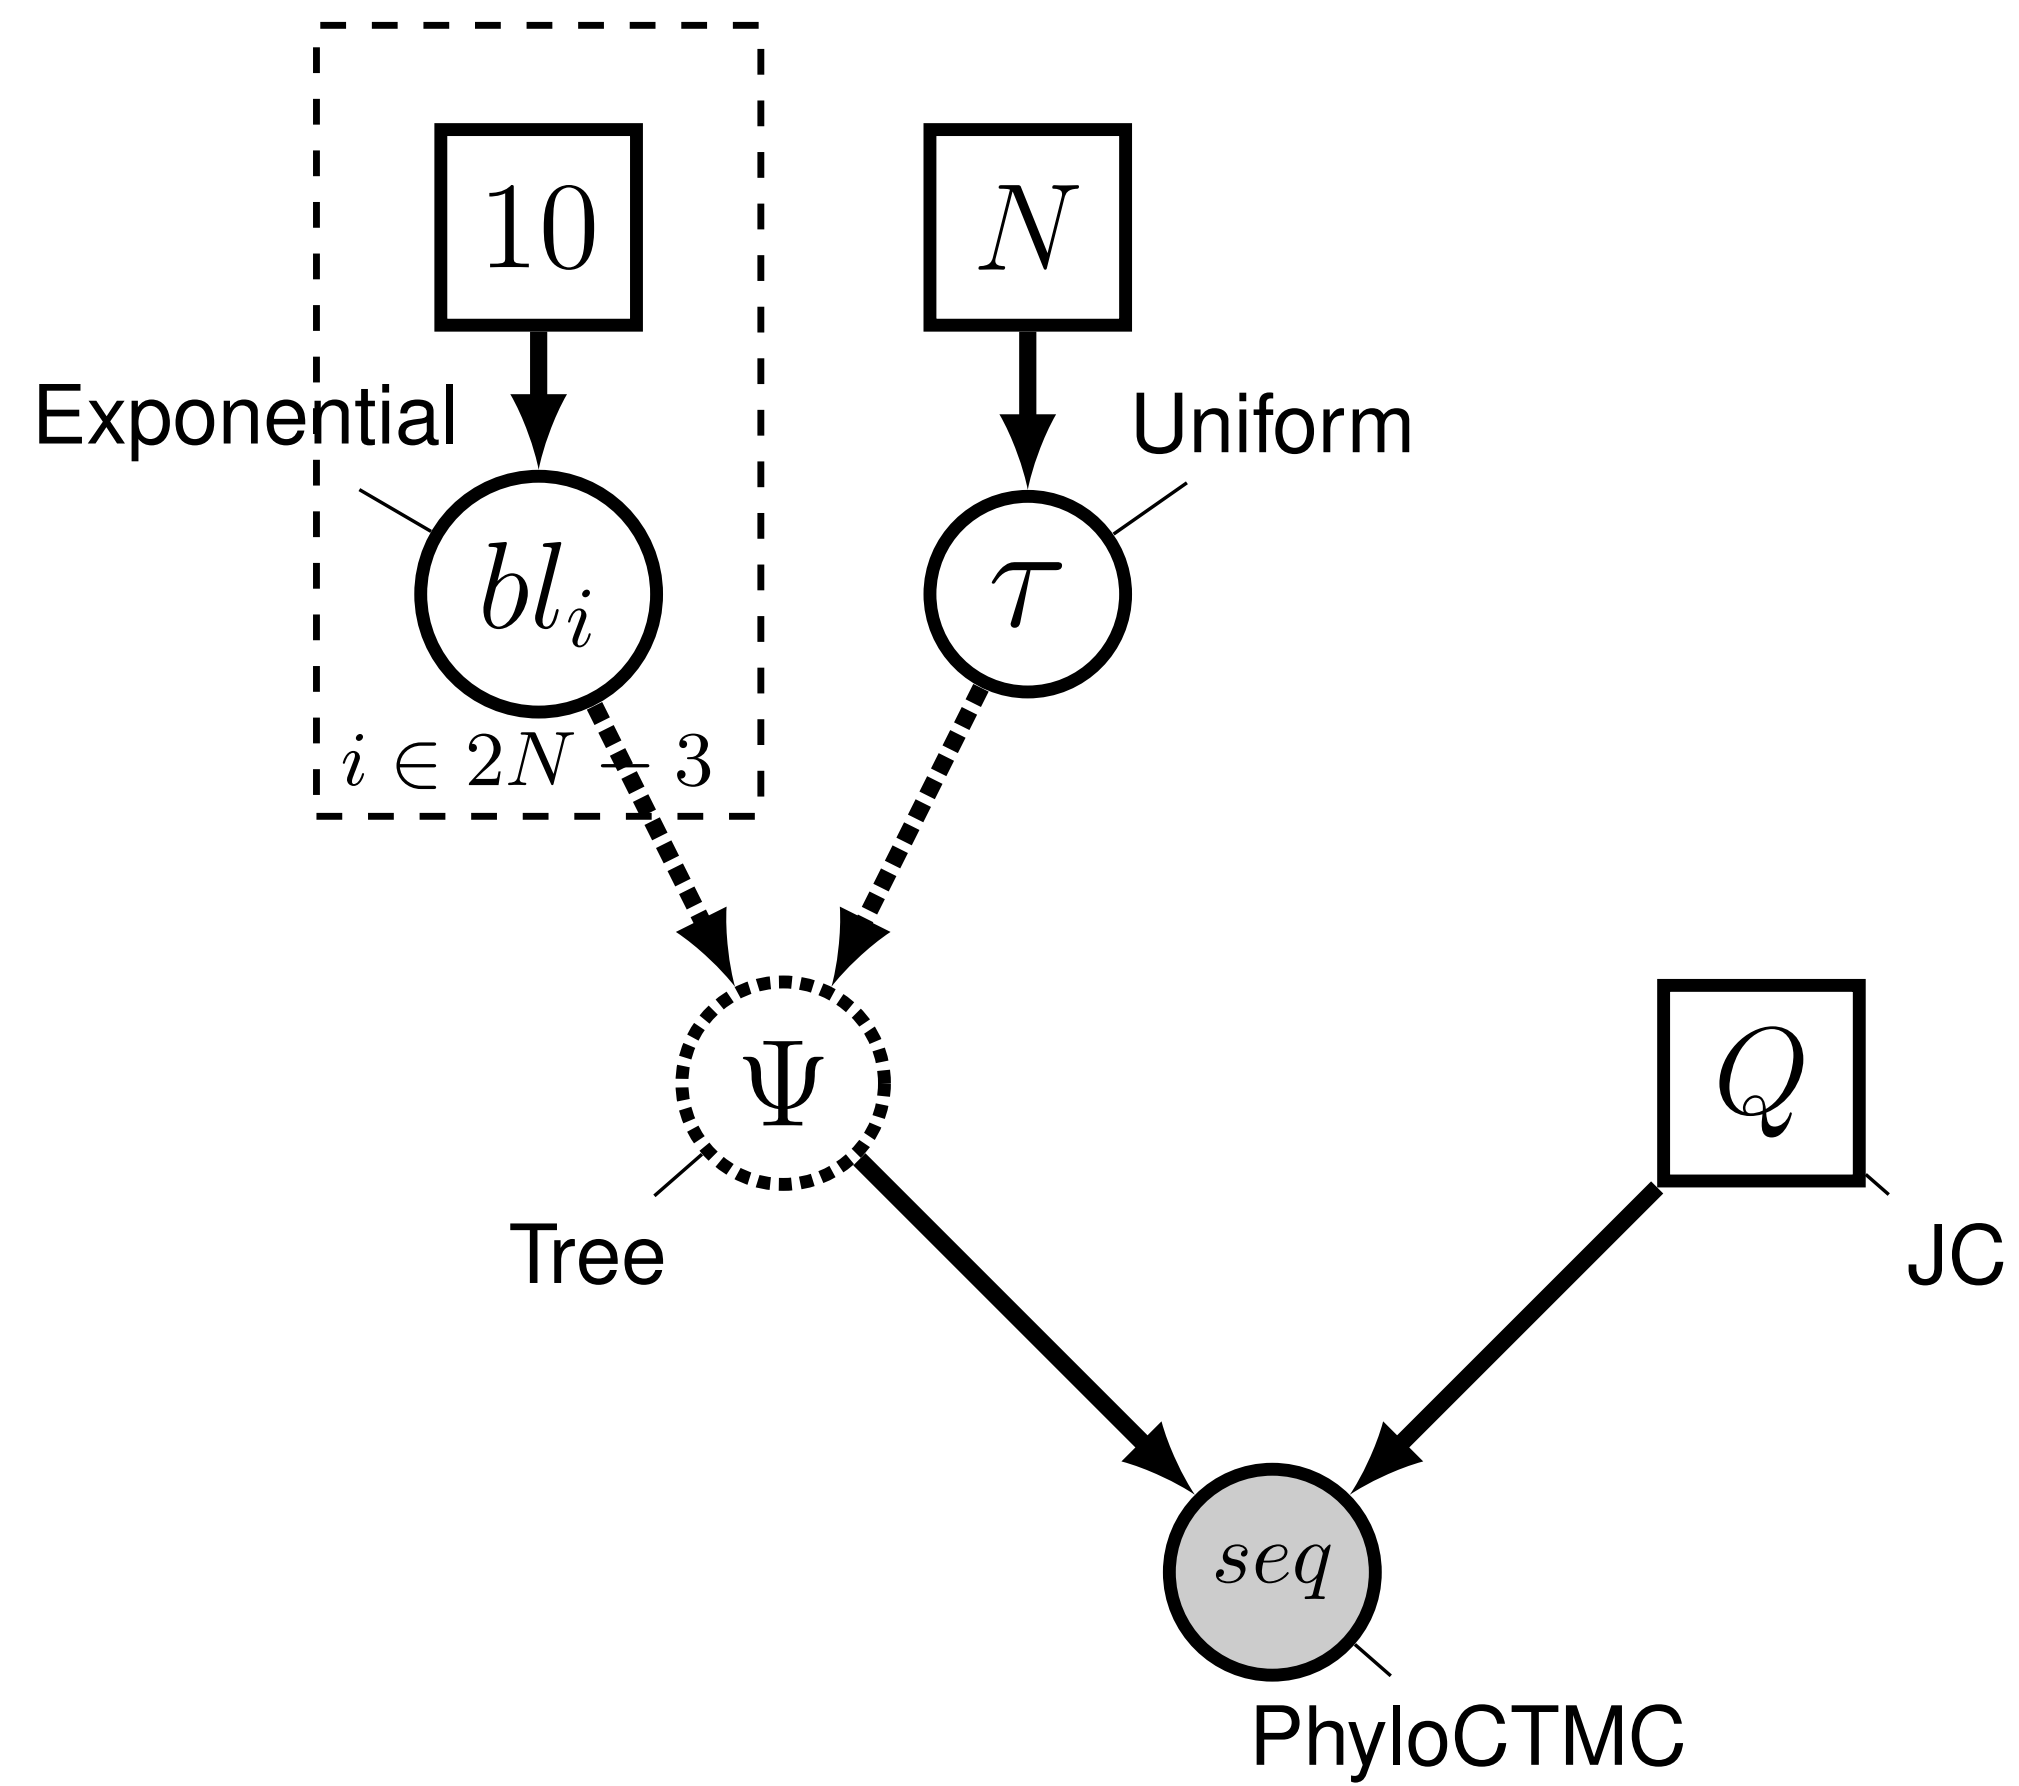 10
N
Exponential
Uniform
bl_i
τ
i ∈ 2N − 3
Ψ
Q
Tree
JC
seq
PhyloCTMC